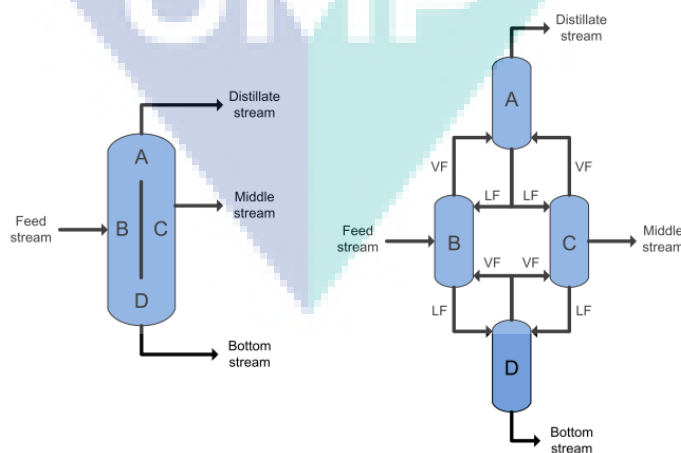 UMP
Distillate
stream
A
Distillate
stream
A
VF
VF
LF
LF
Middle
stream
Feed
stream
B
C
Feed
stream
B
C
Middle
stream
VF
VF
D
LF
LF
Bottom
stream
D
Bottom
stream